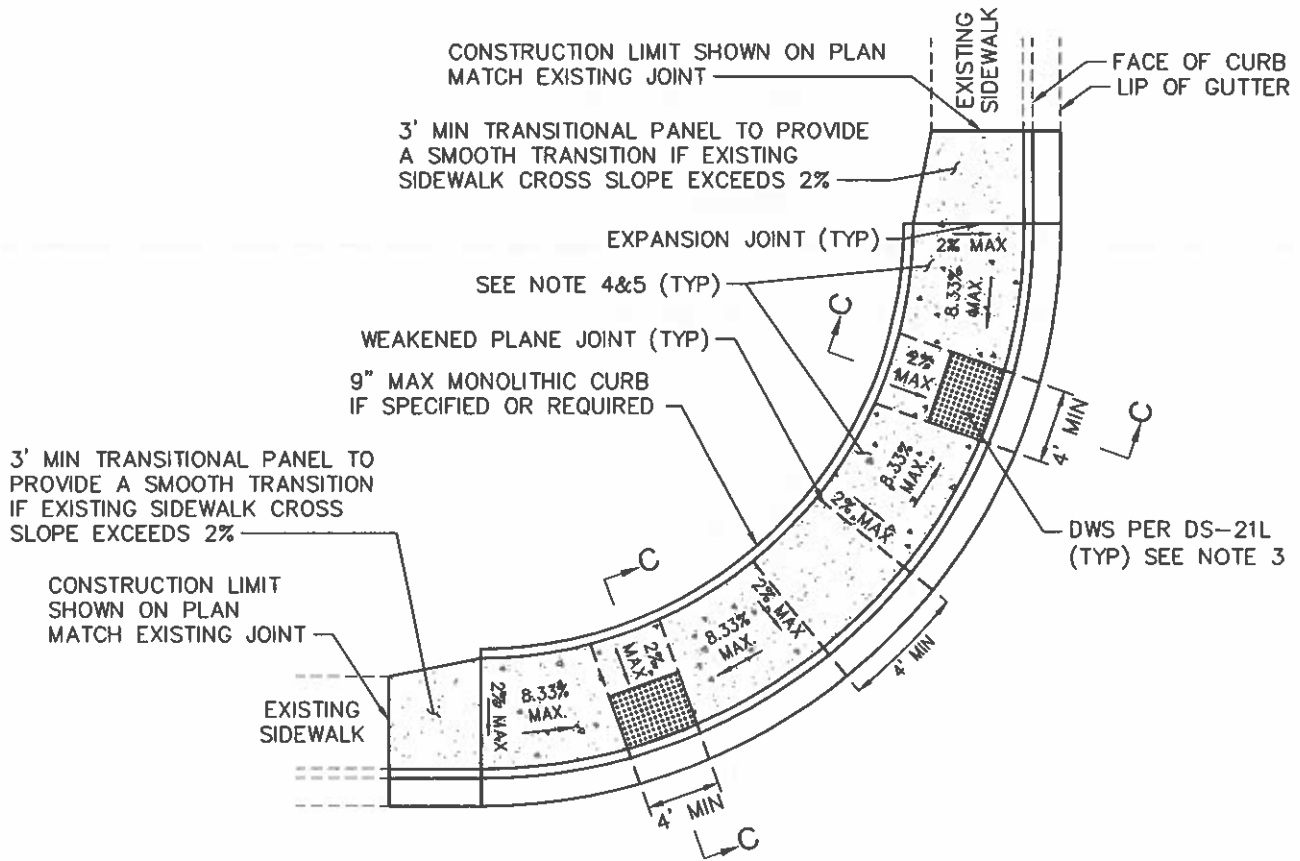 CONSTRUCTION LIMIT SHOWN ON PLAN
MATCH EXISTING JOINT
EXISTING
SIDEWALK
FACE OF CURB
LIP OF GUTTER
3' MIN TRANSITIONAL PANEL TO PROVIDE
A SMOOTH TRANSITION IF EXISTING
SIDEWALK CROSS SLOPE EXCEEDS 2%
EXPANSION JOINT (TYP)
2% MAX
SEE NOTE 4&5 (TYP)
8.33%
MAX.
C
WEAKENED PLANE JOINT (TYP)
2%
MAX
9" MAX MONOLITHIC CURB
IF SPECIFIED OR REQUIRED
4' MIN
C
8.33%
MAX.
3' MIN TRANSITIONAL PANEL TO
PROVIDE A SMOOTH TRANSITION
IF EXISTING SIDEWALK CROSS
SLOPE EXCEEDS 2%
2% MAX
DWS PER DS-21L
(TYP) SEE NOTE 3
C
CONSTRUCTION LIMIT
SHOWN ON PLAN
MATCH EXISTING JOINT
2% MAX
8.33%
MAX.
4' MIN
2%
MAX
EXISTING
SIDEWALK
2% MAX
8.33%
MAX.
4' MIN
C